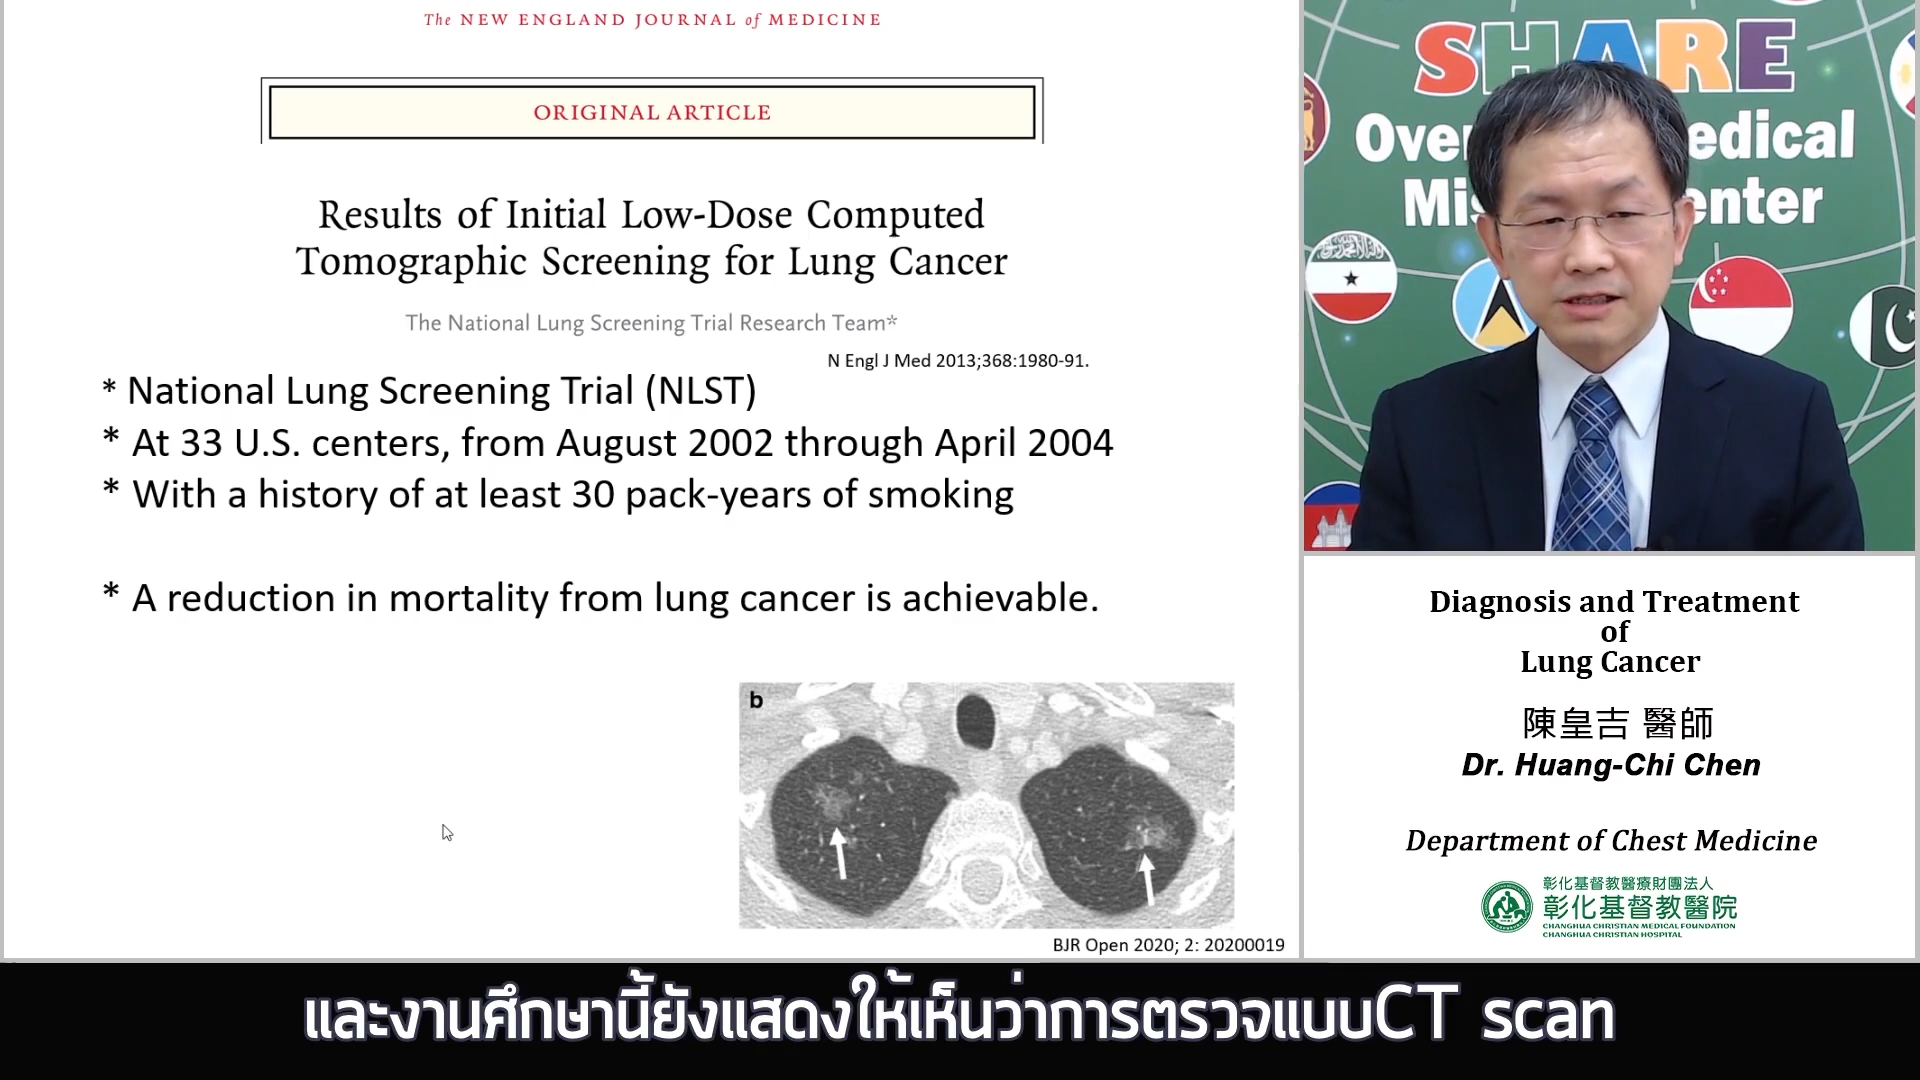 The NEW ENGLAND JOURNAL of MEDICINE
ORIGINAL ARTICLE
Results of Initial Low-Dose Computed
Tomographic Screening for Lung Cancer
The National Lung Screening Trial Research Team*
N Engl J Med 2013;368:1980-91.
* National Lung Screening Trial (NLST)
* At 33 U.S. centers, from August 2002 through April 2004
* With a history of at least 30 pack-years of smoking
* A reduction in mortality from lung cancer is achievable.
b
BJR Open 2020; 2: 20200019
SHARE
Diagnosis and Treatment
of
Lung Cancer
陳皇吉 醫師
Dr. Huang-Chi Chen
Department of Chest Medicine
彰化基督教醫療財團法人
彰化基督教醫院
CHANGHUA CHRISTIAN MEDICAL FOUNDATION
CHANGHUA CHRISTIAN HOSPITAL
และงานศึกษานี้ยังแสดงให้เห็นว่าการตรวจแบบCT scan